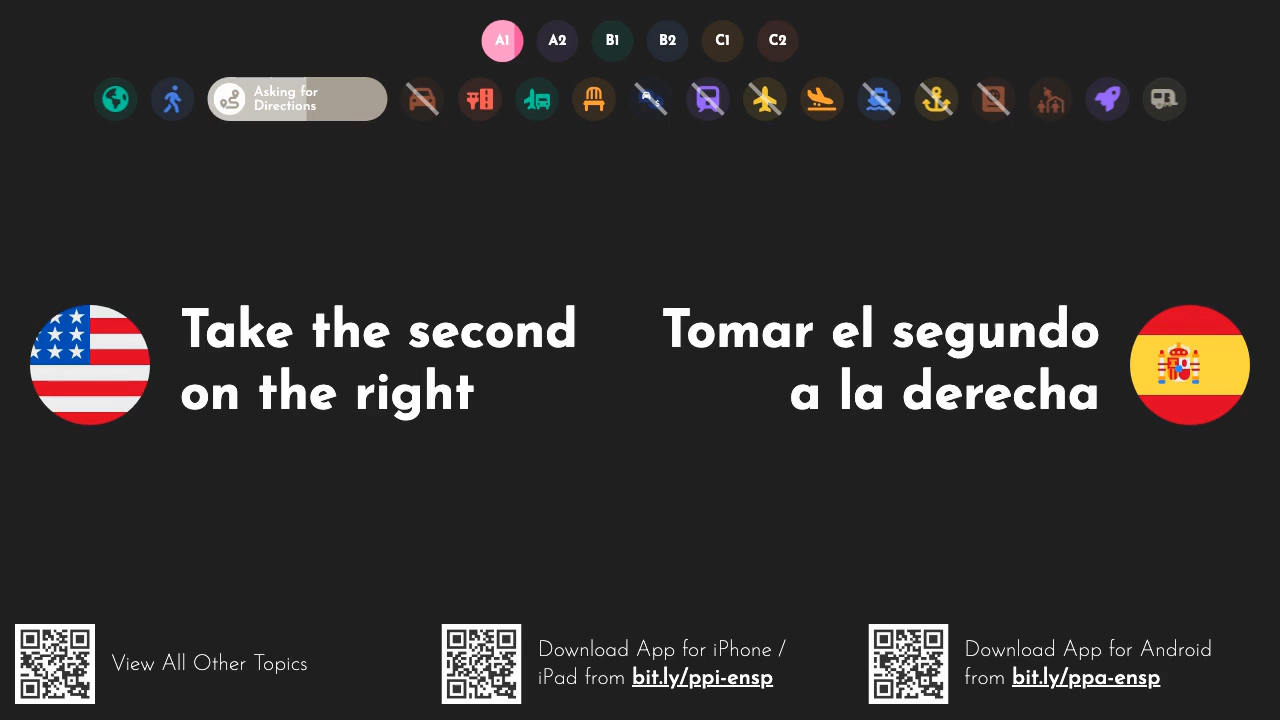 A1 A2 B1 B2 C1 C2
Asking for
Directions
Take the second
on the right
Tomar el segundo
a la derecha
View All Other Topics
Download App for iPhone /
iPad from bit.ly/ppi-ensp
Download App for Android
from bit.ly/ppa-ensp